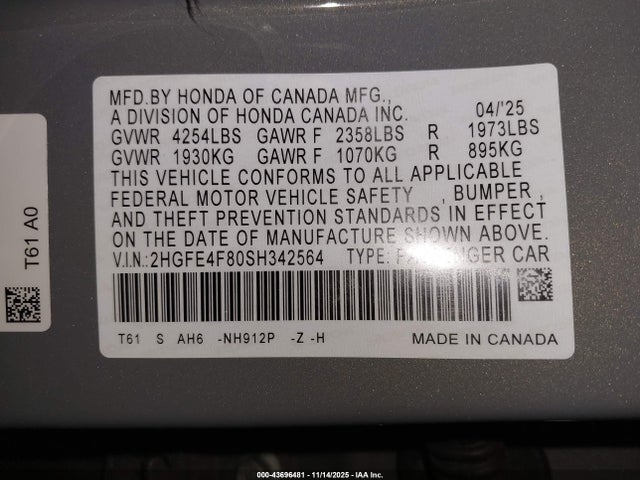 MFD.BY HONDA OF CANADA MFG.,
A DIVISION OF HONDA CANADA INC. 04/'25
GVWR 4254LBS GAWR F 2358LBS R 1973LBS
GVWR 1930KG GAWR F 1070KG R 895KG
THIS VEHICLE CONFORMS TO ALL APPLICABLE
FEDERAL MOTOR VEHICLE SAFETY , BUMPER ,
AND THEFT PREVENTION STANDARDS IN EFFECT
ON THE DATE OF MANUFACTURE SHOWN ABOVE.
V.I.N.:2HGFE4F80SH342564 TYPE: PASSENGER CAR
T61 S AH6 -NH912P -Z -H MADE IN CANADA
T61 A0
000-43696481 - 11/14/2025 - IAA Inc.